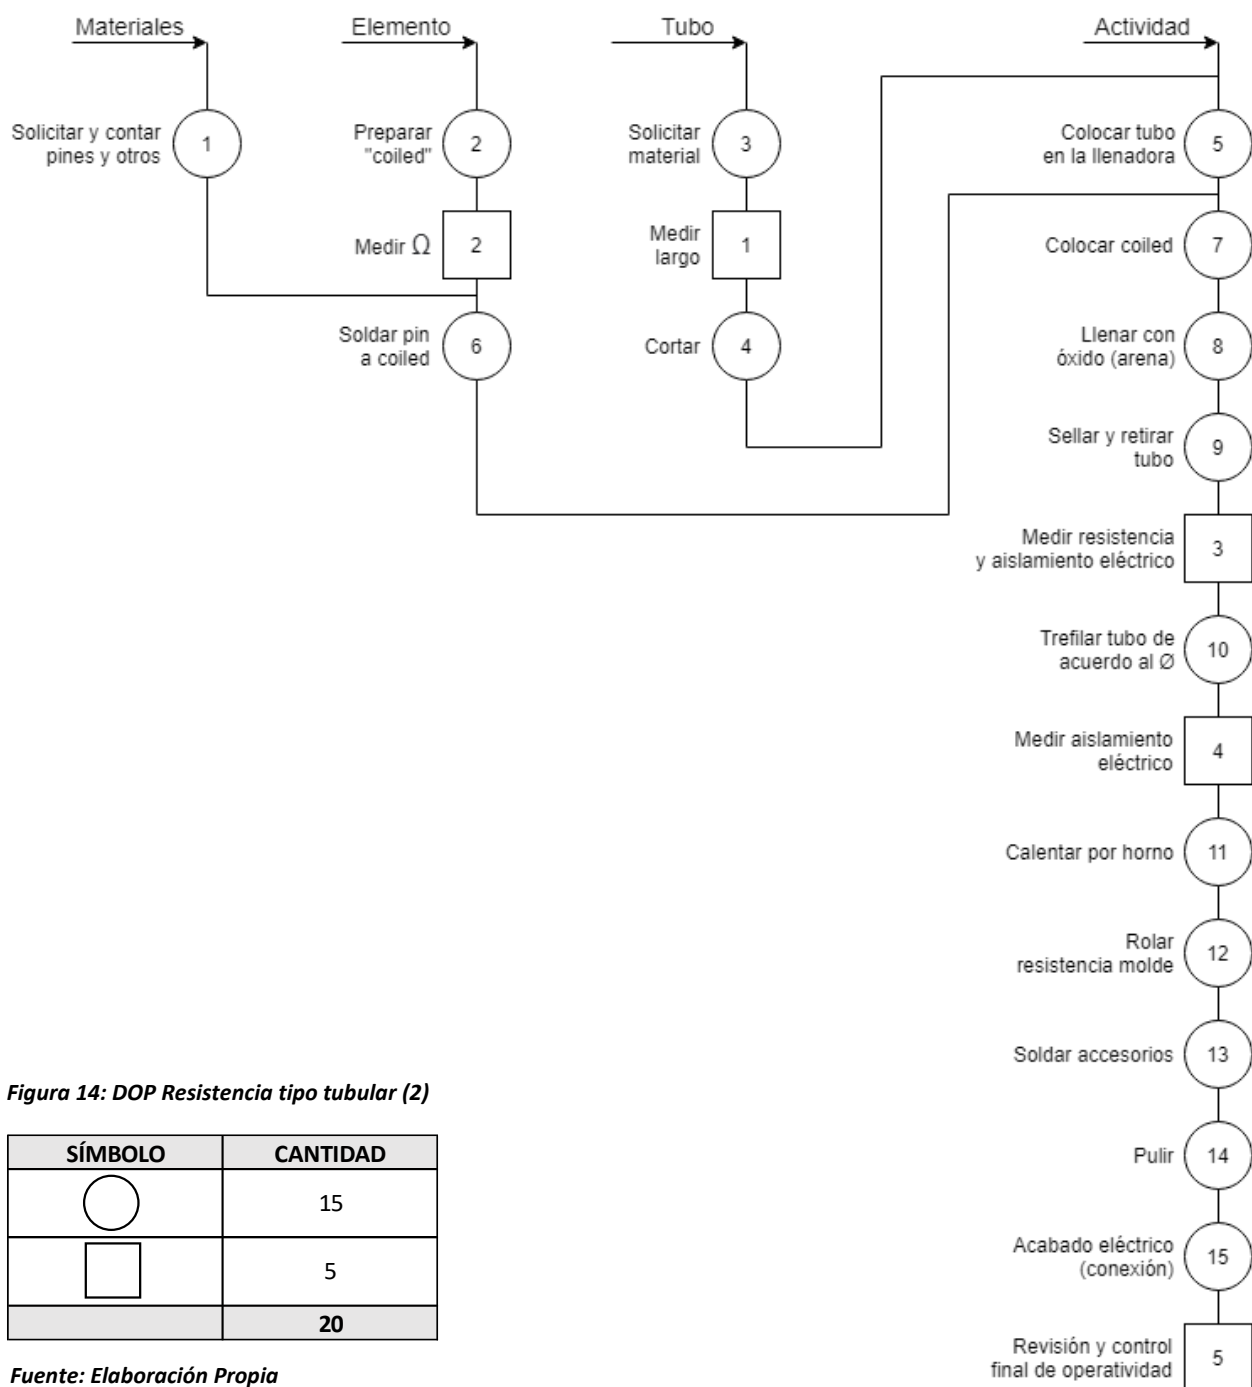 Materiales
Solicitar y contar
pines y otros
1
Elemento
Preparar
"coiled"
2
Medir Ω
2
Soldar pin
a coiled
6
Tubo
Solicitar
material
3
Medir
largo
1
Cortar
4
Actividad
Colocar tubo
en la llenadora
5
Colocar coiled
7
Llenar con
óxido (arena)
8
Sellar y retirar
tubo
9
Medir resistencia
y aislamiento eléctrico
3
Trefilar tubo de
acuerdo al Ø
10
Medir aislamiento
eléctrico
4
Calentar por horno
11
Rolar
resistencia molde
12
Soldar accesorios
13
Pulir
14
Acabado eléctrico
(conexión)
15
Revisión y control
final de operatividad
5
Figura 14: DOP Resistencia tipo tubular (2)
SÍMBOLO CANTIDAD
15
5
20
Fuente: Elaboración Propia